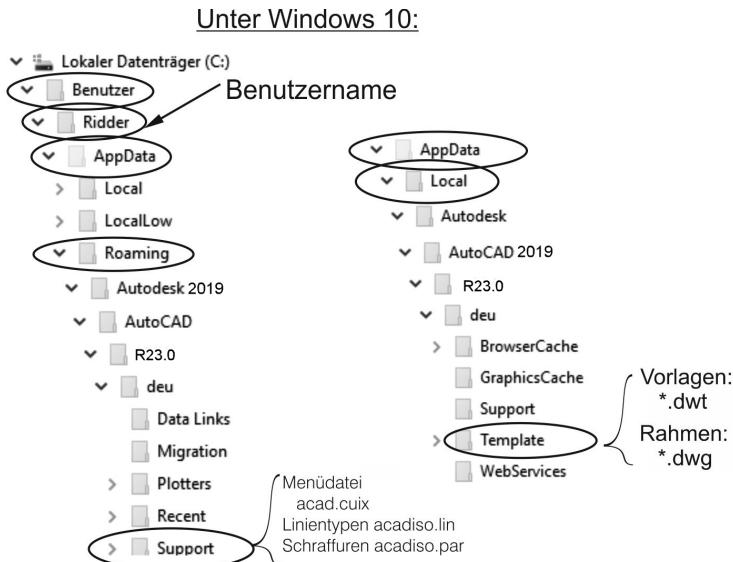 Unter Windows 10:
Lokaler Datenträger (C:)
Benutzer
Benutzername
Ridder
AppData
Local
LocalLow
Roaming
Autodesk 2019
AutoCAD
R23.0
deu
Data Links
Migration
Plotters
Recent
Support
Menüdatei
acad.cuix
Linientypen acadiso.lin
Schraffuren acadiso.par
AppData
Local
Autodesk
AutoCAD 2019
R23.0
deu
BrowserCache
GraphicsCache
Support
Template
WebServices
Vorlagen:
*.dwt
Rahmen:
*.dwg